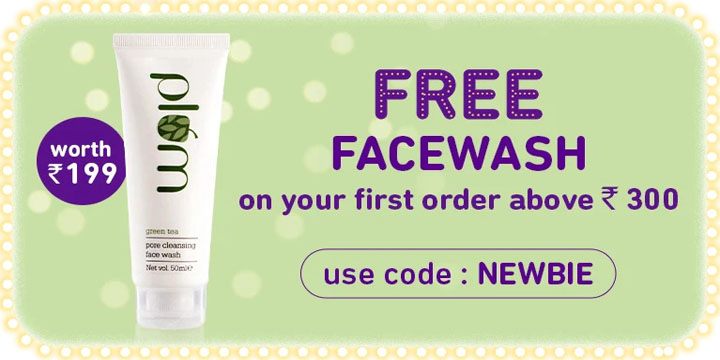 worth
₹199
plum
green tea
pore cleansing
face wash
Net vol. 50ml℮
FREE
FACEWASH
on your first order above ₹ 300
use code : NEWBIE